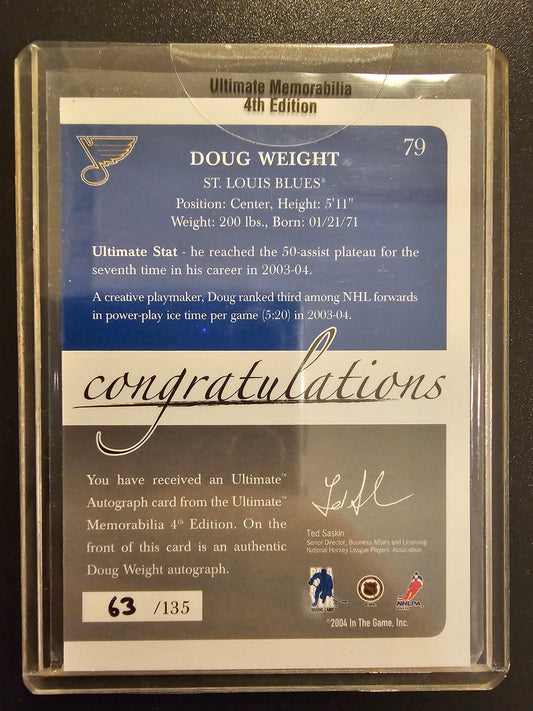 Ultimate Memorabilia
4th Edition
79
DOUG WEIGHT
ST. LOUIS BLUES®
Position: Center, Height: 5'11"
Weight: 200 lbs., Born: 01/21/71
Ultimate Stat - he reached the 50-assist plateau for the
seventh time in his career in 2003-04.
A creative playmaker, Doug ranked third among NHL forwards
in power-play ice time per game (5:20) in 2003-04.
congratulations
You have received an Ultimate™
Autograph card from the Ultimate™
Memorabilia 4th Edition. On the
front of this card is an authentic
Doug Weight autograph.
63 /135
Ted Saskin
Senior Director, Business Affairs and Licensing
National Hockey League Players' Association
NHLPA
©2004 In The Game, Inc.